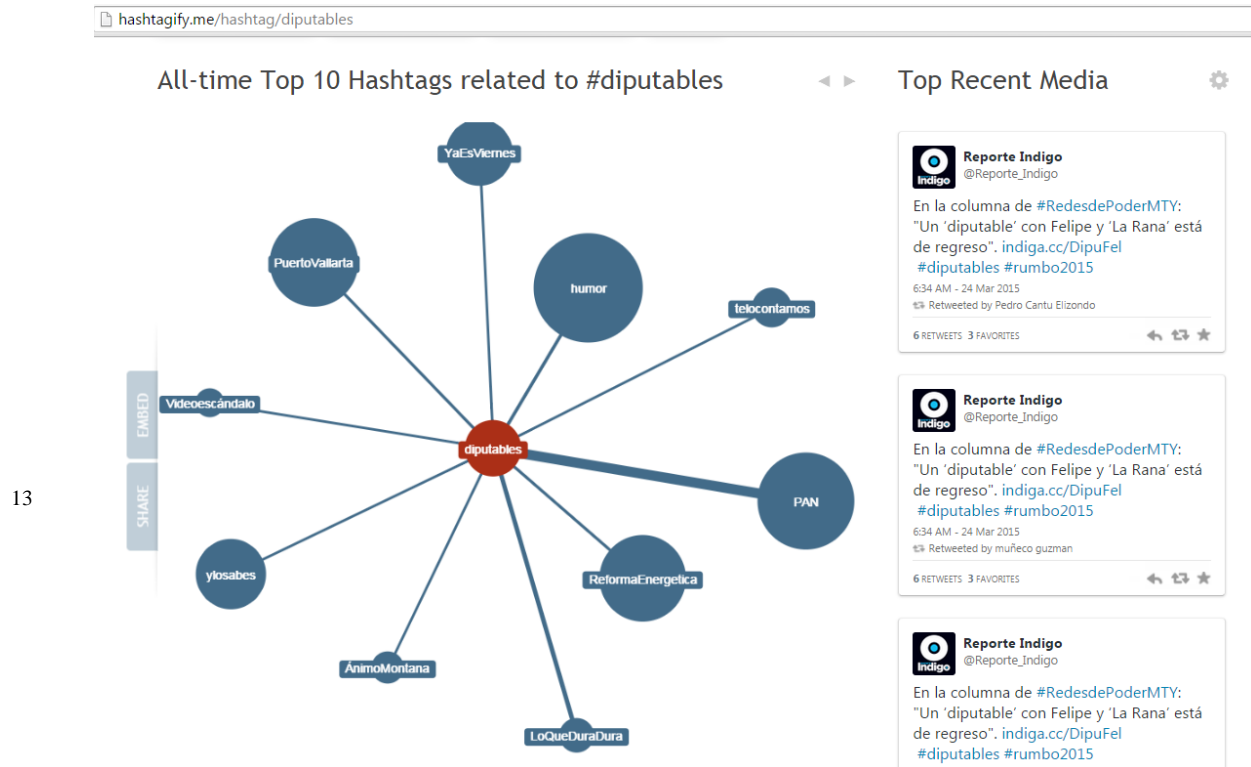 hashtagify.me/hashtag/diputables
All-time Top 10 Hashtags related to #diputables
YaEsViernes
PuertoVallarta
humor
telocontamos
Videoescándalo
diputables
PAN
ylosabes
ReformaEnergetica
ÁnimoMontana
LoQueDuraDura
EMBED
SHARE
13
Top Recent Media
Indigo
Reporte Indigo
@Reporte_Indigo
En la columna de #RedesdePoderMTY:
"Un 'diputable' con Felipe y 'La Rana' está
de regreso". indiga.cc/DipuFel
#diputables #rumbo2015
6:34 AM - 24 Mar 2015
Retweeted by Pedro Cantu Elizondo
6 RETWEETS 3 FAVORITES
Indigo
Reporte Indigo
@Reporte_Indigo
En la columna de #RedesdePoderMTY:
"Un 'diputable' con Felipe y 'La Rana' está
de regreso". indiga.cc/DipuFel
#diputables #rumbo2015
6:34 AM - 24 Mar 2015
Retweeted by muñeco guzman
6 RETWEETS 3 FAVORITES
Indigo
Reporte Indigo
@Reporte_Indigo
En la columna de #RedesdePoderMTY:
"Un 'diputable' con Felipe y 'La Rana' está
de regreso". indiga.cc/DipuFel
#diputables #rumbo2015